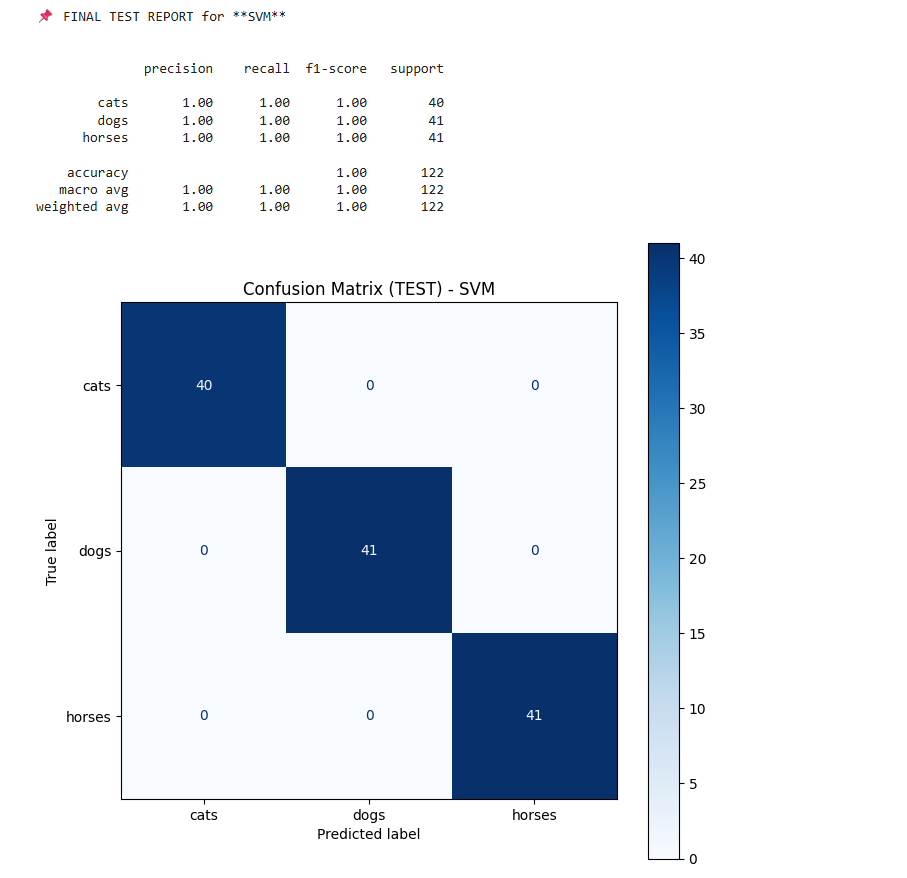 📌 FINAL TEST REPORT for **SVM**
precision recall f1-score support
cats 1.00 1.00 1.00 40
dogs 1.00 1.00 1.00 41
horses 1.00 1.00 1.00 41
accuracy 1.00 122
macro avg 1.00 1.00 1.00 122
weighted avg 1.00 1.00 1.00 122
Confusion Matrix (TEST) - SVM
True label
cats 40 0 0
dogs 0 41 0
horses 0 0 41
cats dogs horses
Predicted label
40
35
30
25
20
15
10
5
0